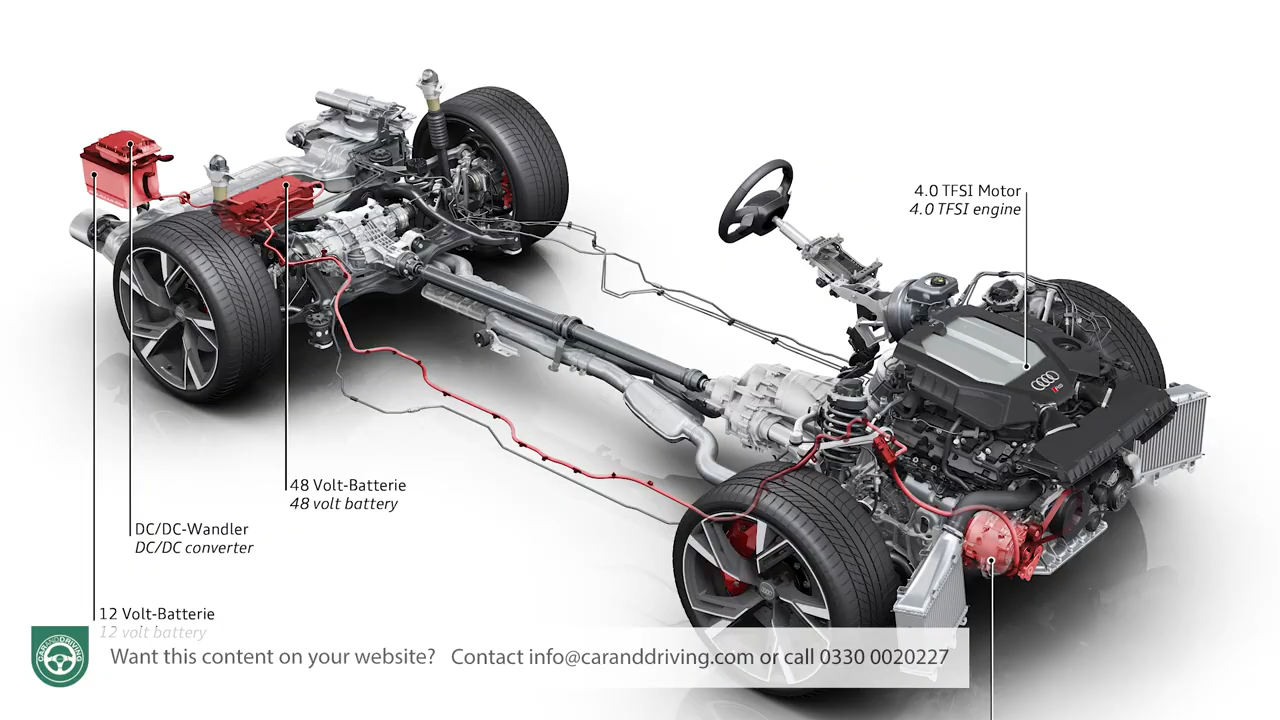 4.0 TFSI Motor
4.0 TFSI engine
48 Volt-Batterie
48 volt battery
DC/DC-Wandler
DC/DC converter
12 Volt-Batterie
12 volt battery
CARANDDRIVING
Want this content on your website? Contact info@caranddriving.com or call 0330 0020227